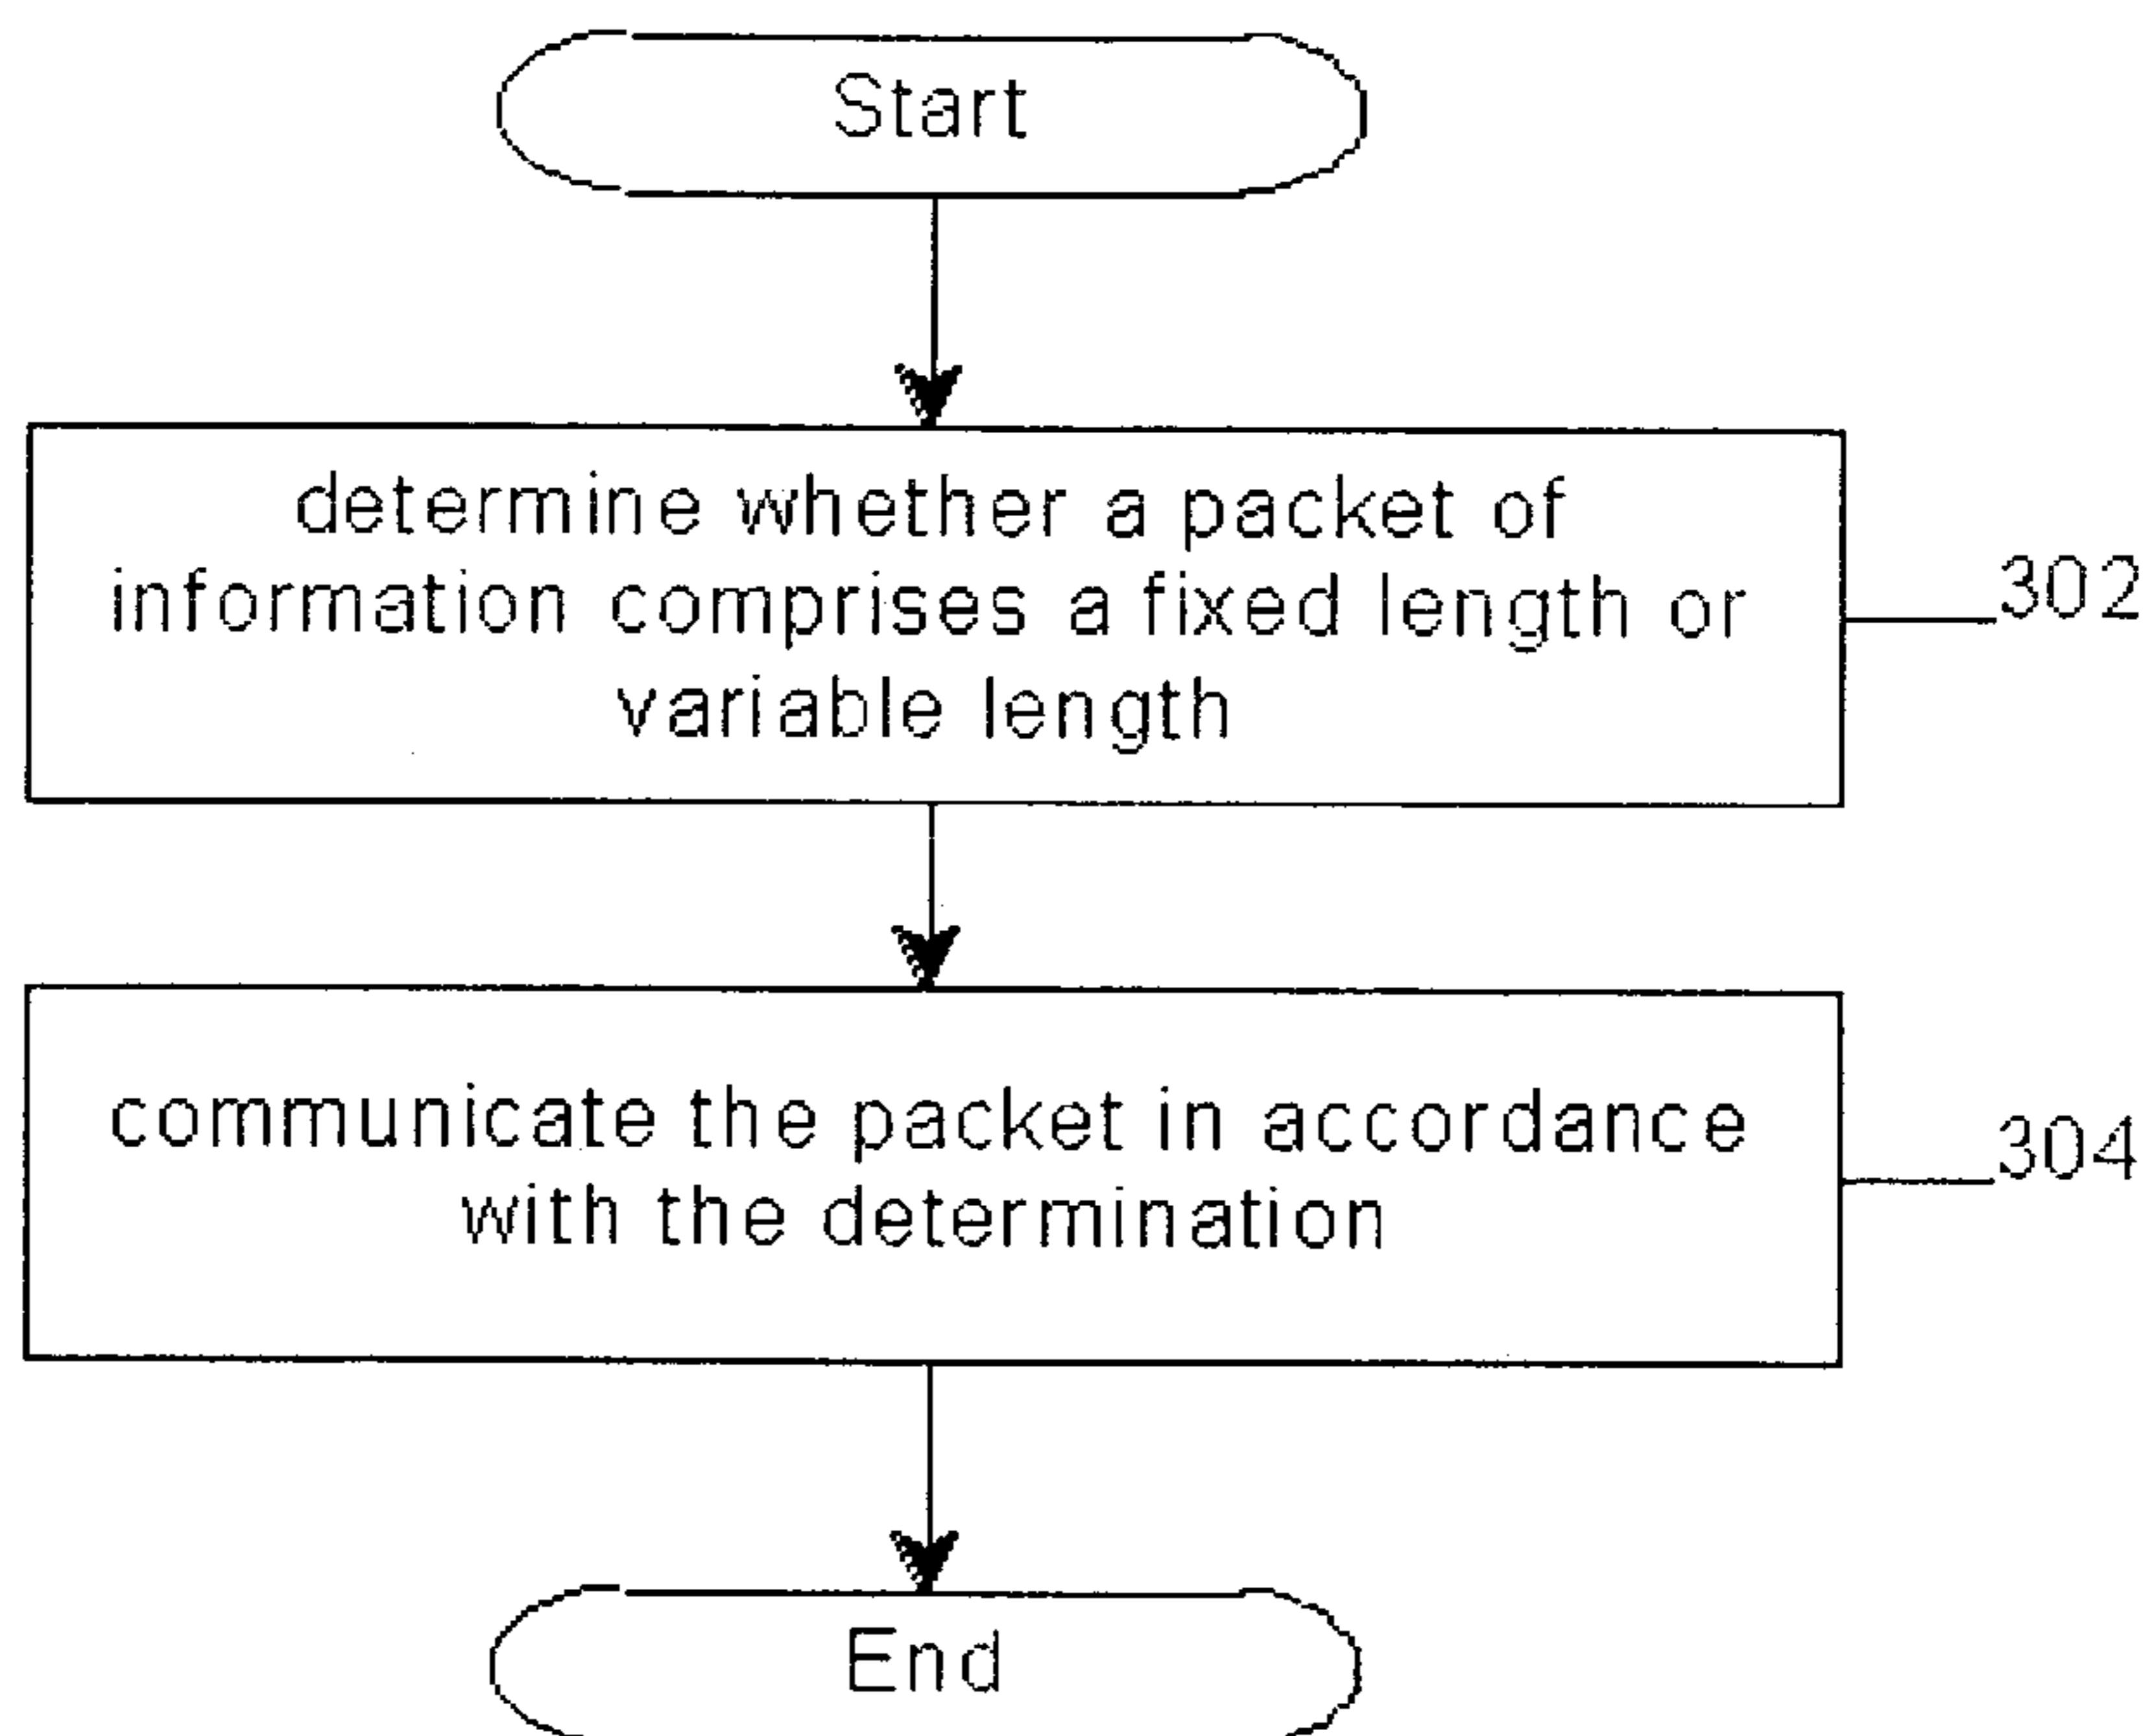 Start
determine whether a packet of
information comprises a fixed length or
variable length
302
communicate the packet in accordance
with the determination
304
End